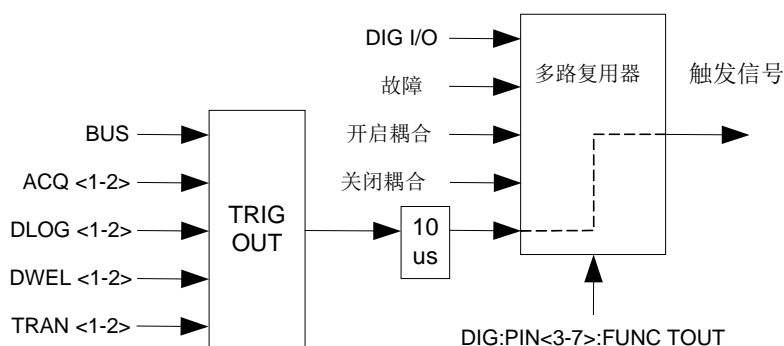 DIG I/O
故障
开启耦合
关闭耦合
多路复用器
触发信号
BUS
ACQ <1-2>
DLOG <1-2>
DWEL <1-2>
TRAN <1-2>
TRIG
OUT
10
us
DIG:PIN<3-7>:FUNC TOUT